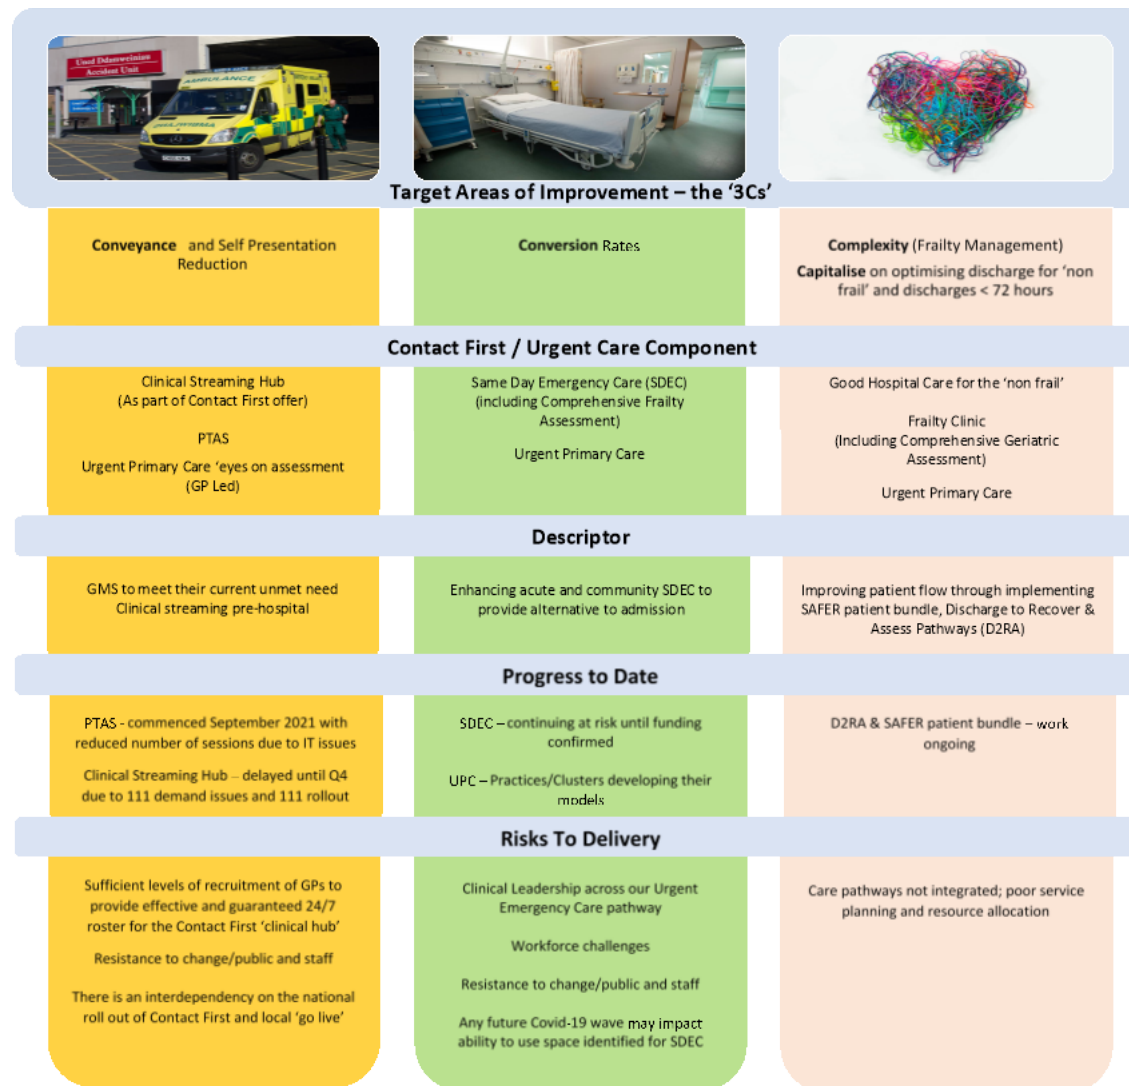 Uned Ddamweiniau
Accident Unit
AMBULANCE
Target Areas of Improvement – the ‘3Cs’
Conveyance and Self Presentation
Reduction
Conversion Rates
Complexity (Frailty Management)
Capitalise on optimising discharge for ‘non
frail’ and discharges < 72 hours
Contact First / Urgent Care Component
Clinical Streaming Hub
(As part of Contact First offer)
PTAS
Urgent Primary Care ‘eyes on assessment
(GP Led)
Same Day Emergency Care (SDEC)
(including Comprehensive Frailty
Assessment)
Urgent Primary Care
Good Hospital Care for the ‘non frail’
Frailty Clinic
(Including Comprehensive Geriatric
Assessment)
Urgent Primary Care
Descriptor
GMS to meet their current unmet need
Clinical streaming pre-hospital
Enhancing acute and community SDEC to
provide alternative to admission
Improving patient flow through implementing
SAFER patient bundle, Discharge to Recover &
Assess Pathways (D2RA)
Progress to Date
PTAS - commenced September 2021 with
reduced number of sessions due to IT issues
Clinical Streaming Hub – delayed until Q4
due to 111 demand issues and 111 rollout
SDEC – continuing at risk until funding
confirmed
UPC – Practices/Clusters developing their
models
D2RA & SAFER patient bundle – work
ongoing
Risks To Delivery
Sufficient levels of recruitment of GPs to
provide effective and guaranteed 24/7
roster for the Contact First ‘clinical hub’
Resistance to change/public and staff
There is an interdependency on the national
roll out of Contact First and local ‘go live’
Clinical Leadership across our Urgent
Emergency Care pathway
Workforce challenges
Resistance to change/public and staff
Any future Covid-19 wave may impact
ability to use space identified for SDEC
Care pathways not integrated; poor service
planning and resource allocation